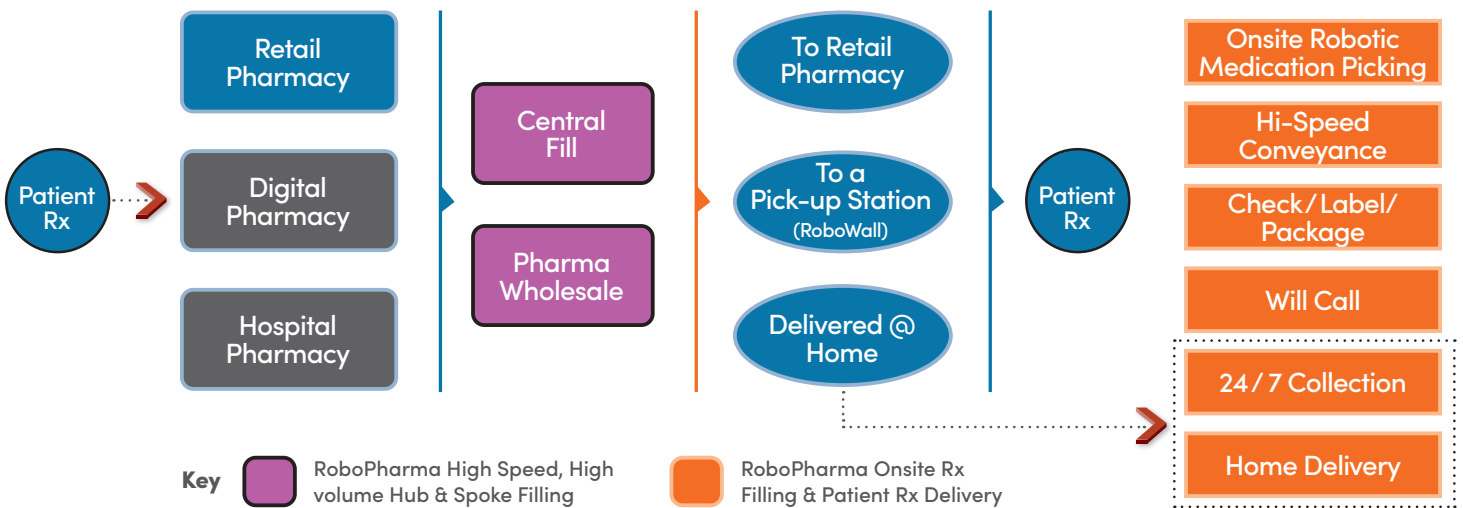 Patient
Rx
Retail
Pharmacy
Digital
Pharmacy
Hospital
Pharmacy
Central
Fill
Pharma
Wholesale
To Retail
Pharmacy
To a
Pick-up Station
(RoboWall)
Delivered @
Home
Patient
Rx
Onsite Robotic
Medication Picking
Hi-Speed
Conveyance
Check/Label/
Package
Will Call
24/7 Collection
Home Delivery
Key
RoboPharma High Speed, High
volume Hub & Spoke Filling
RoboPharma Onsite Rx
Filling & Patient Rx Delivery